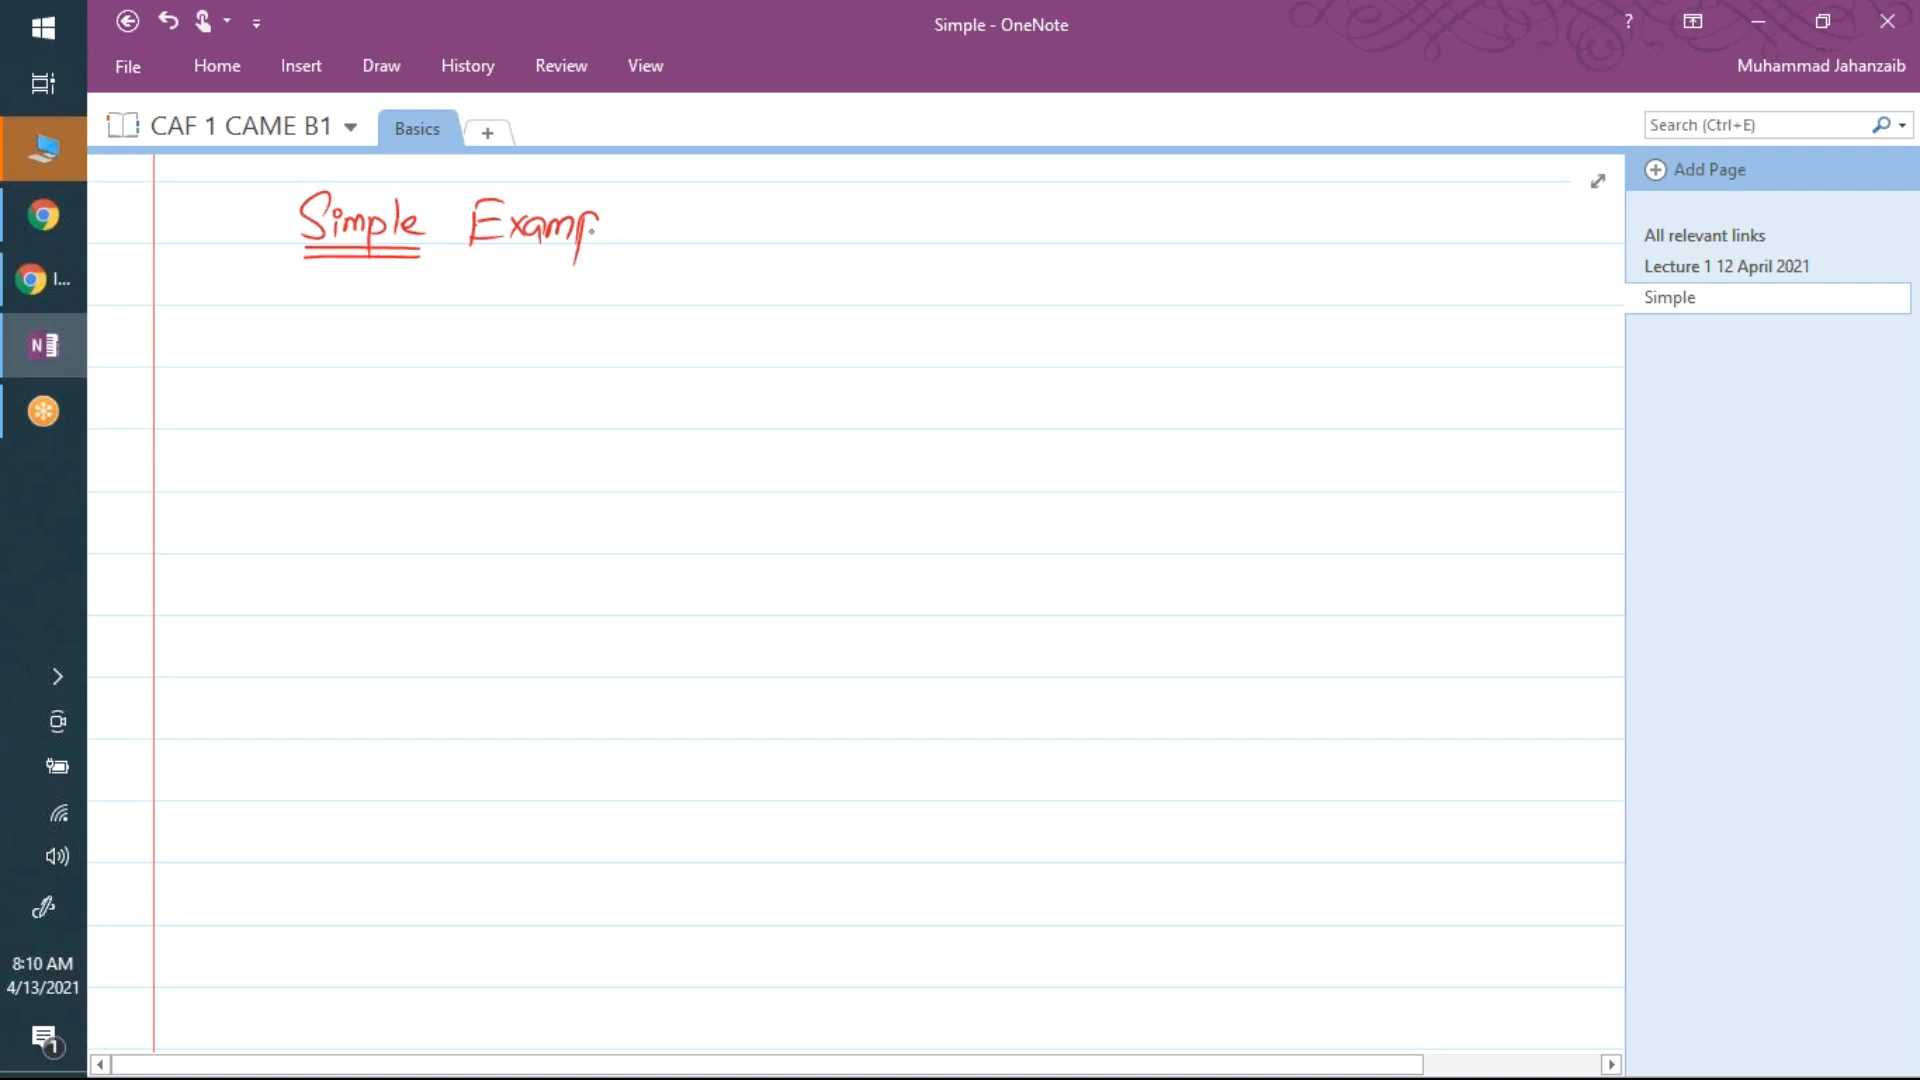 Simple - OneNote
?
File Home Insert Draw History Review View
Muhammad Jahanzaib
CAF 1 CAME B1
Basics
+
Search (Ctrl+E)
Add Page
Simple Examp
All relevant links
Lecture 1 12 April 2021
Simple
I...
N
8:10 AM
4/13/2021
1